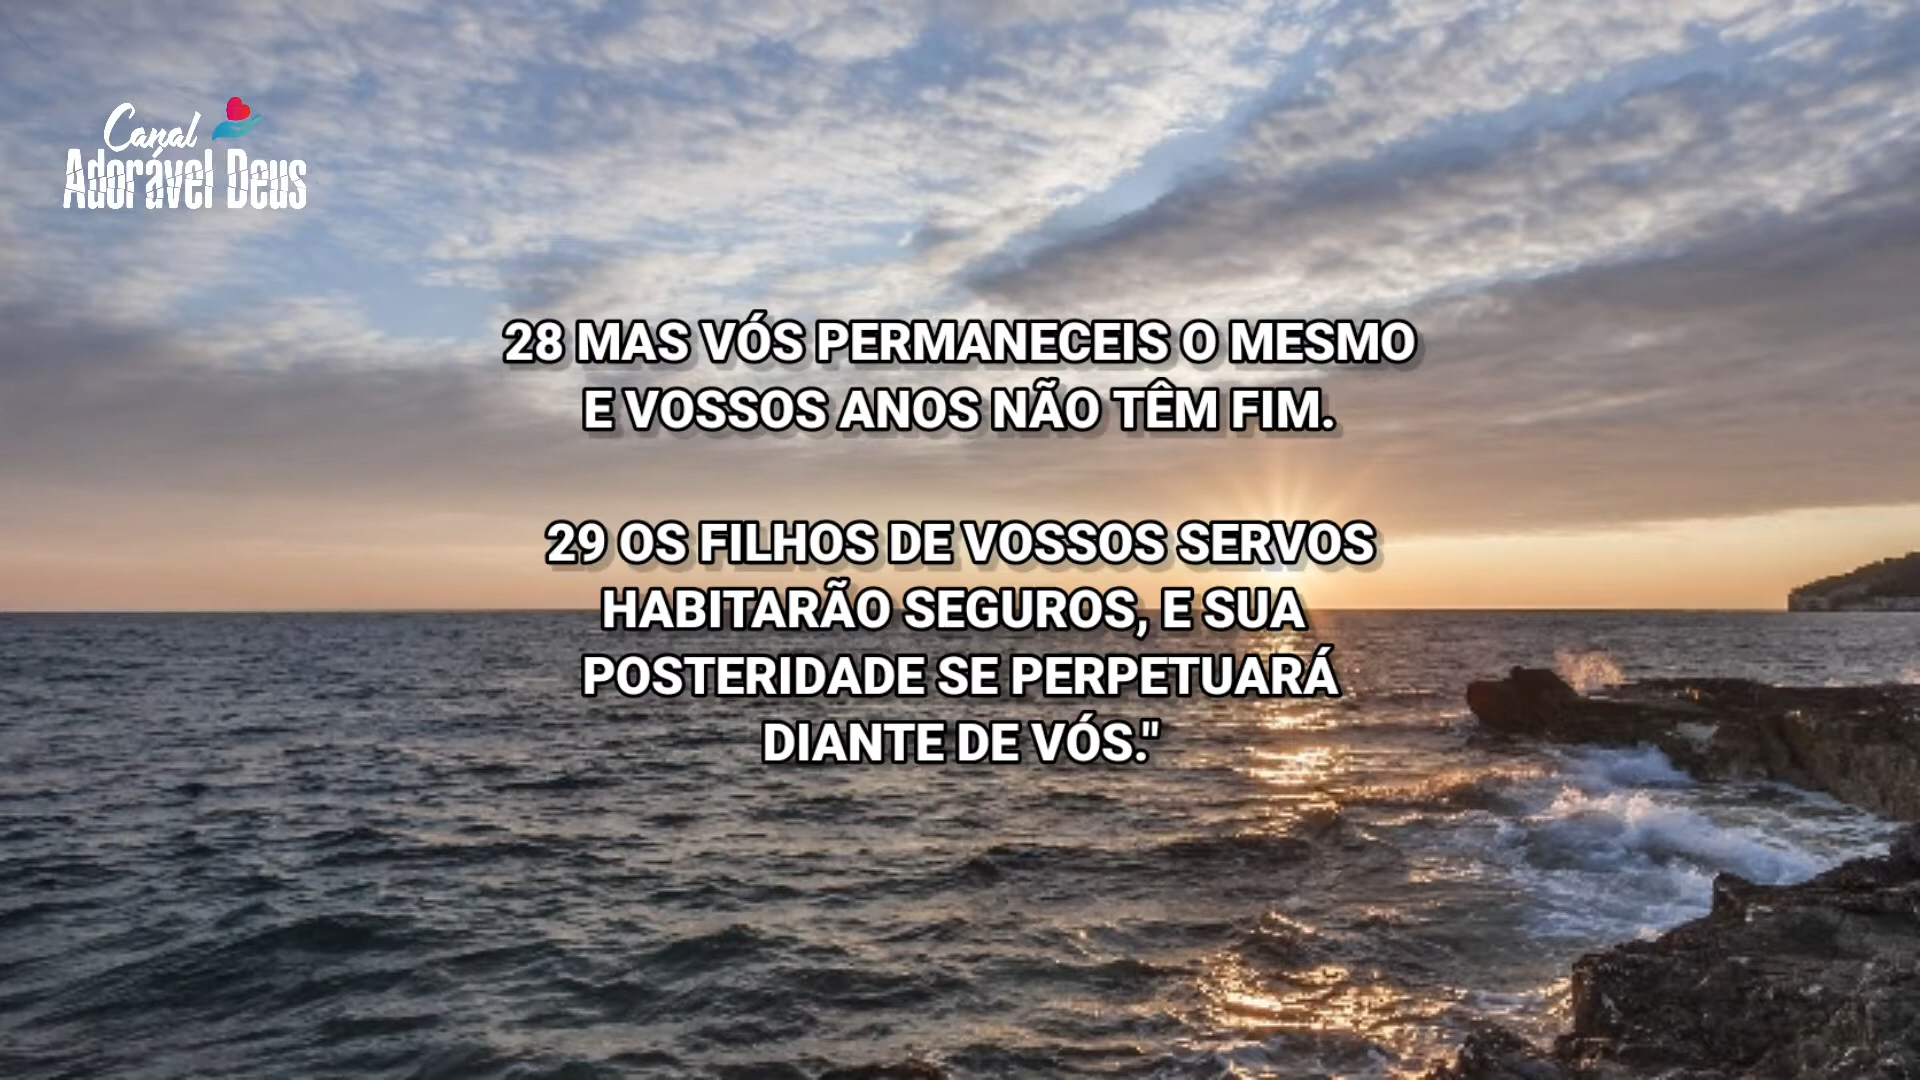 Canal
Adorável Deus
28 MAS VÓS PERMANECEIS O MESMO
E VOSSOS ANOS NÃO TÊM FIM.
29 OS FILHOS DE VOSSOS SERVOS
HABITARÃO SEGUROS, E SUA
POSTERIDADE SE PERPETUARÁ
DIANTE DE VÓS."